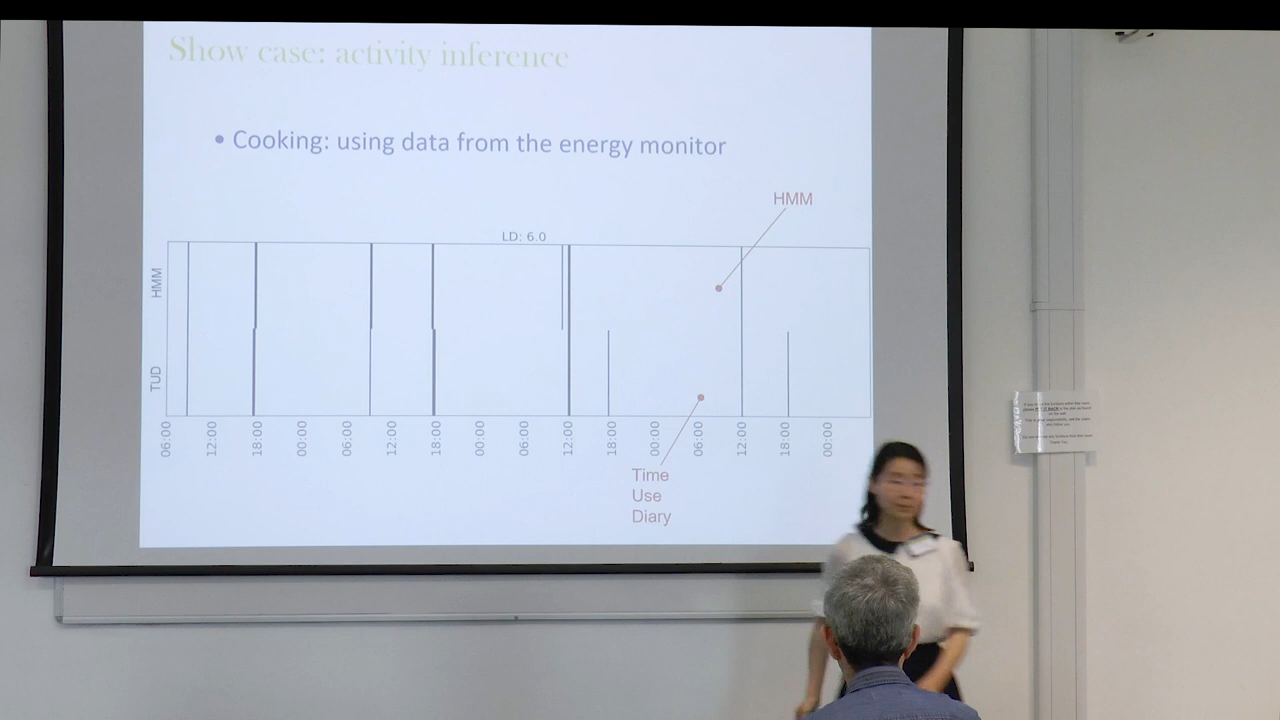 Show case: activity inference
• Cooking: using data from the energy monitor
HMM
LD: 6.0
HMM
TUD
06:00 12:00 18:00 00:00 06:00 12:00 18:00 00:00 06:00 12:00 18:00 00:00 06:00 12:00 18:00 00:00
Time
Use
Diary